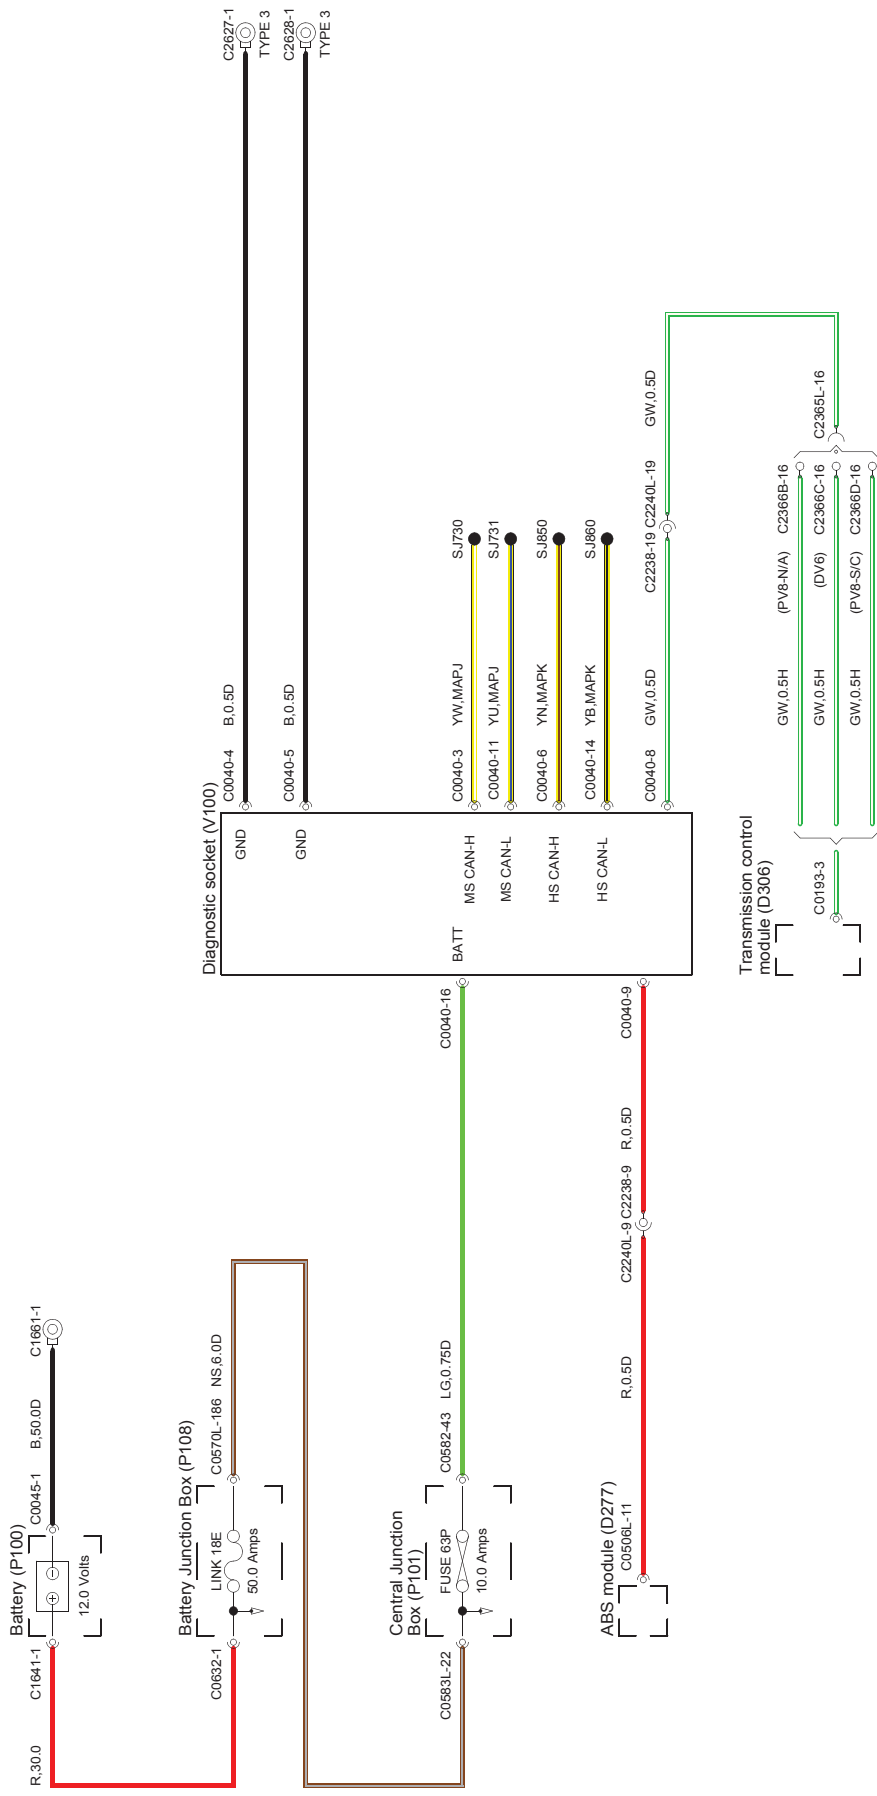 Battery (P100)
12.0 Volts
C1641-1
R,30.0
C0045-1
B,50.0D
C1661-1
Battery Junction Box (P108)
LINK 18E
50.0 Amps
C0632-1
C0570L-186
NS,6.0D
Central Junction
Box (P101)
FUSE 63P
10.0 Amps
C0583L-22
C0582-43
LG,0.75D
C0040-16
ABS module (D277)
C0506L-11
R,0.5D
C2240L-9
C2238-9
R,0.5D
C0040-9
Diagnostic socket (V100)
GND
GND
BATT
MS CAN-H
MS CAN-L
HS CAN-H
HS CAN-L
C0040-4
B,0.5D
C2627-1
TYPE 3
C0040-5
B,0.5D
C2628-1
TYPE 3
C0040-3
YW,MAPJ
SJ730
C0040-11
YU,MAPJ
SJ731
C0040-6
YN,MAPK
SJ850
C0040-14
YB,MAPK
SJ860
C0040-8
GW,0.5D
C2238-19
C2240L-19
GW,0.5D
Transmission control
module (D306)
C0193-3
GW,0.5H
(PV8-N/A)
C2366B-16
GW,0.5H
(DV6)
C2366C-16
C2365L-16
GW,0.5H
(PV8-S/C)
C2366D-16